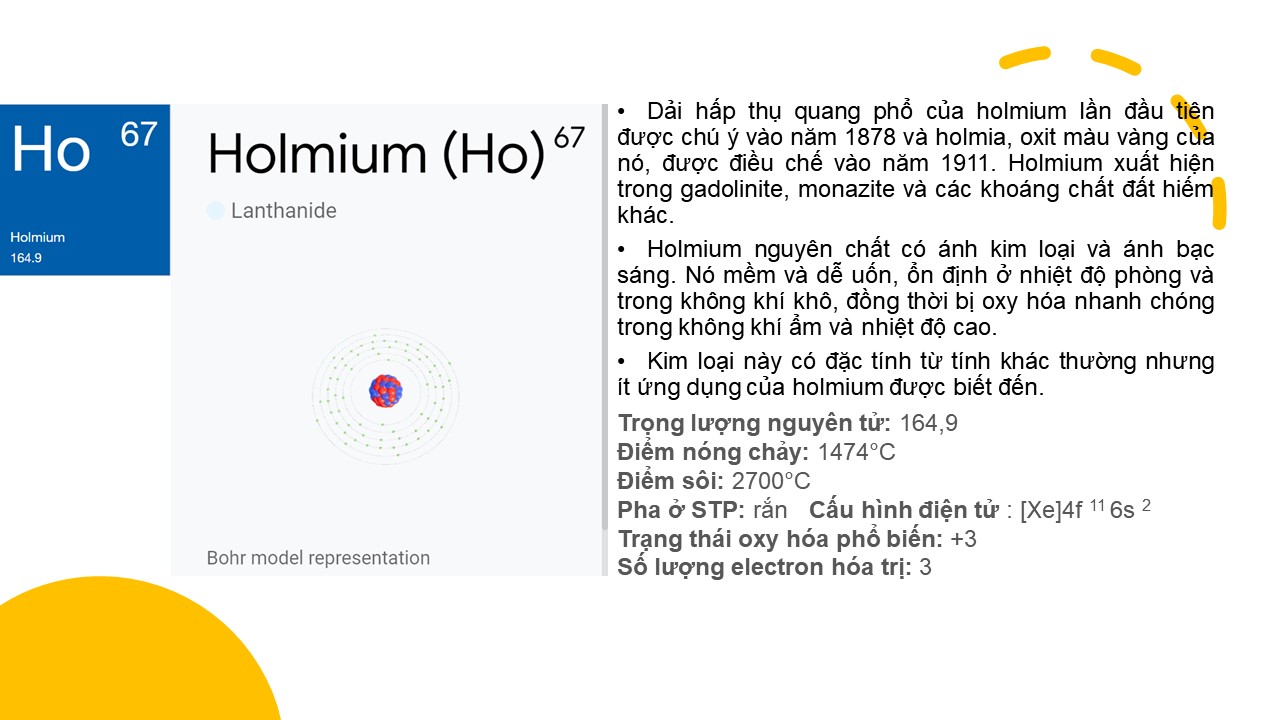 Ho 67
Holmium
164.9
Holmium (Ho) 67
Lanthanide
Bohr model representation
• Dải hấp thụ quang phổ của holmium lần đầu tiên
được chú ý vào năm 1878 và holmia, oxit màu vàng của
nó, được điều chế vào năm 1911. Holmium xuất hiện
trong gadolinite, monazite và các khoáng chất đất hiếm
khác.
• Holmium nguyên chất có ánh kim loại và ánh bạc
sáng. Nó mềm và dễ uốn, ổn định ở nhiệt độ phòng và
trong không khí khô, đồng thời bị oxy hóa nhanh chóng
trong không khí ẩm và nhiệt độ cao.
• Kim loại này có đặc tính từ tính khác thường nhưng
ít ứng dụng của holmium được biết đến.
Trọng lượng nguyên tử: 164,9
Điểm nóng chảy: 1474°C
Điểm sôi: 2700°C
Pha ở STP: rắn Cấu hình điện tử : [Xe]4f 11 6s 2
Trạng thái oxy hóa phổ biến: +3
Số lượng electron hóa trị: 3